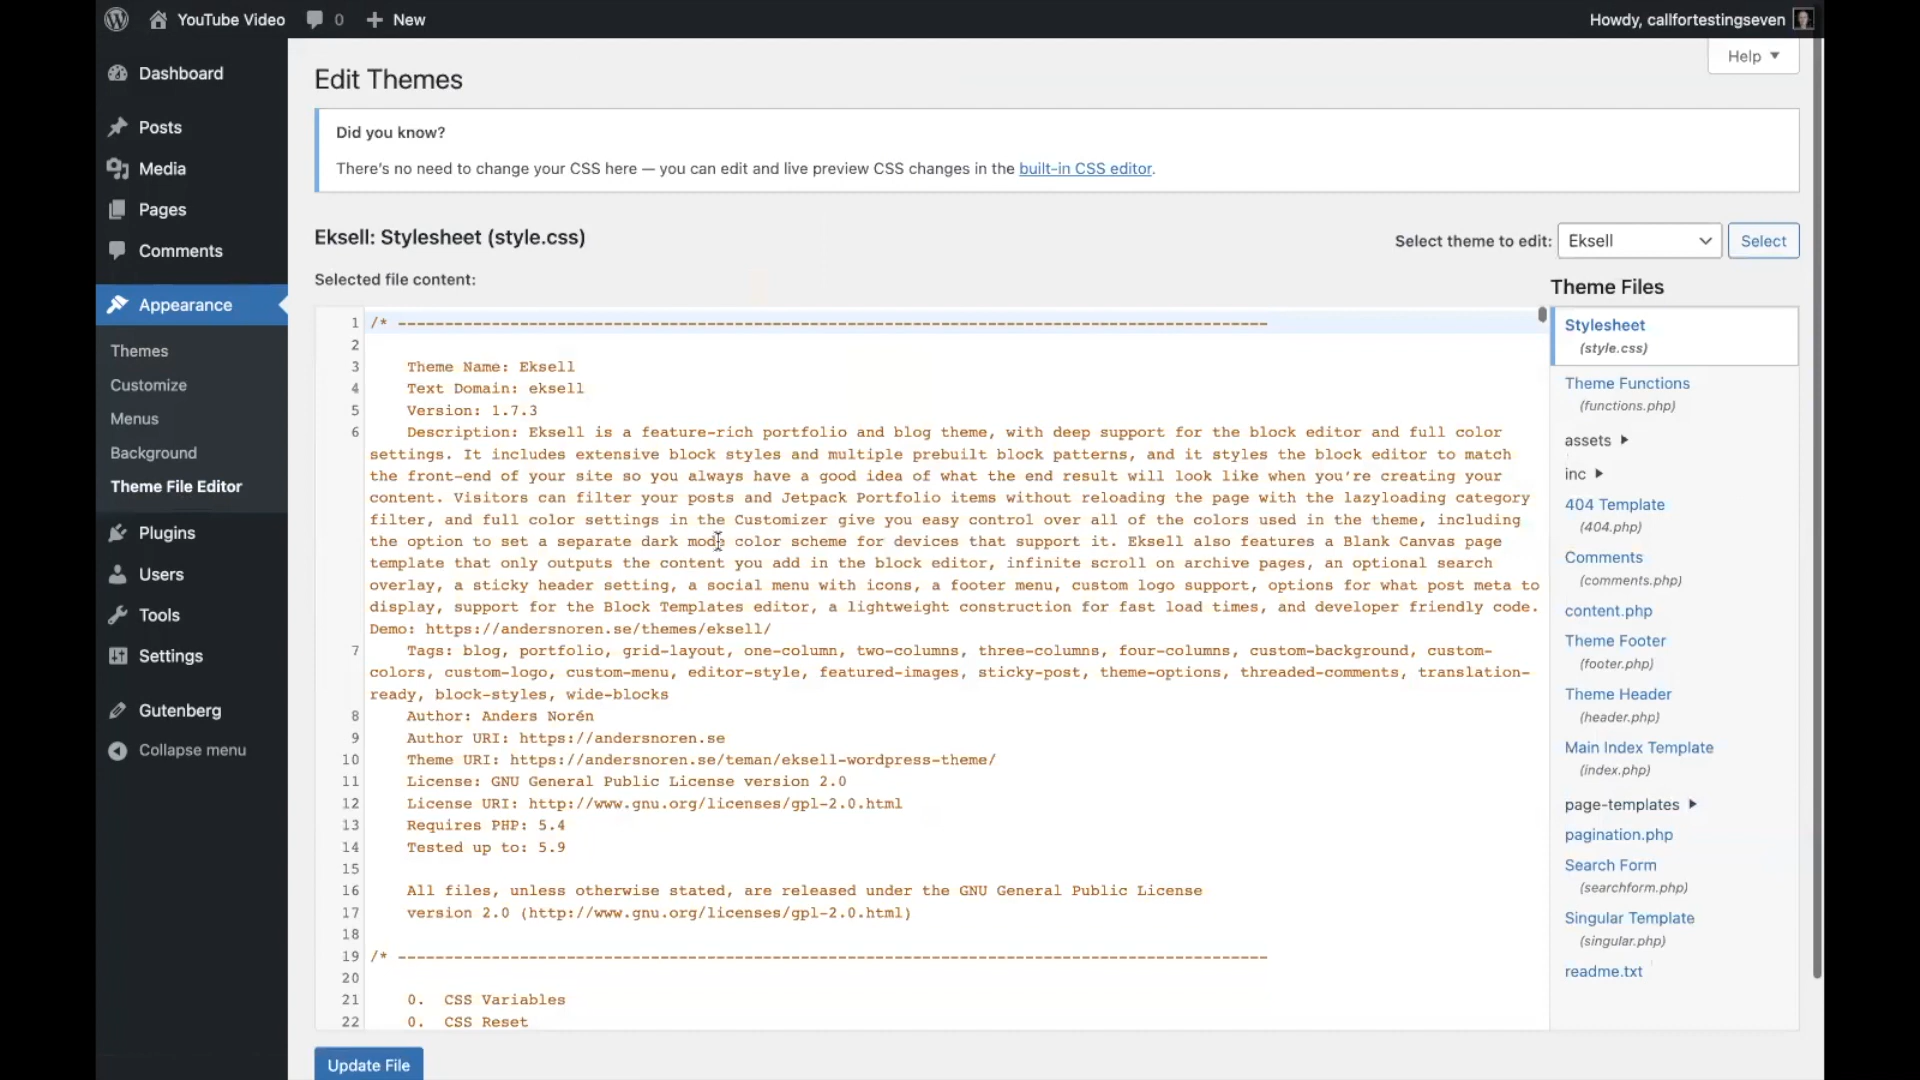 YouTube Video 0 New Howdy, callfortestingseven
Help
Dashboard
Posts
Media
Pages
Comments
Appearance
Themes
Customize
Menus
Background
Theme File Editor
Plugins
Users
Tools
Settings
Gutenberg
Collapse menu
Edit Themes
Did you know?
There's no need to change your CSS here — you can edit and live preview CSS changes in the built-in CSS editor.
Eksell: Stylesheet (style.css)
Select theme to edit: Eksell Select
Selected file content:
1 /* ---------------------------------------------------------------------------------------------
2
3 Theme Name: Eksell
4 Text Domain: eksell
5 Version: 1.7.3
6 Description: Eksell is a feature-rich portfolio and blog theme, with deep support for the block editor and full color
settings. It includes extensive block styles and multiple prebuilt block patterns, and it styles the block editor to match
the front-end of your site so you always have a good idea of what the end result will look like when you’re creating your
content. Visitors can filter your posts and Jetpack Portfolio items without reloading the page with the lazyloading category
filter, and full color settings in the Customizer give you easy control over all of the colors used in the theme, including
the option to set a separate dark mode color scheme for devices that support it. Eksell also features a Blank Canvas page
template that only outputs the content you add in the block editor, infinite scroll on archive pages, an optional search
overlay, a sticky header setting, a social menu with icons, a footer menu, custom logo support, options for what post meta to
display, support for the Block Templates editor, a lightweight construction for fast load times, and developer friendly code.
Demo: https://andersnoren.se/themes/eksell/
7 Tags: blog, portfolio, grid-layout, one-column, two-columns, three-columns, four-columns, custom-background, custom-
colors, custom-logo, custom-menu, editor-style, featured-images, sticky-post, theme-options, threaded-comments, translation-
ready, block-styles, wide-blocks
8 Author: Anders Norén
9 Author URI: https://andersnoren.se
10 Theme URI: https://andersnoren.se/teman/eksell-wordpress-theme/
11 License: GNU General Public License version 2.0
12 License URI: http://www.gnu.org/licenses/gpl-2.0.html
13 Requires PHP: 5.4
14 Tested up to: 5.9
15
16 All files, unless otherwise stated, are released under the GNU General Public License
17 version 2.0 (http://www.gnu.org/licenses/gpl-2.0.html)
18
19 /* ---------------------------------------------------------------------------------------------
20
21 0. CSS Variables
22 0. CSS Reset
Update File
Theme Files
Stylesheet
(style.css)
Theme Functions
(functions.php)
assets
inc
404 Template
(404.php)
Comments
(comments.php)
content.php
Theme Footer
(footer.php)
Theme Header
(header.php)
Main Index Template
(index.php)
page-templates
pagination.php
Search Form
(searchform.php)
Singular Template
(singular.php)
readme.txt